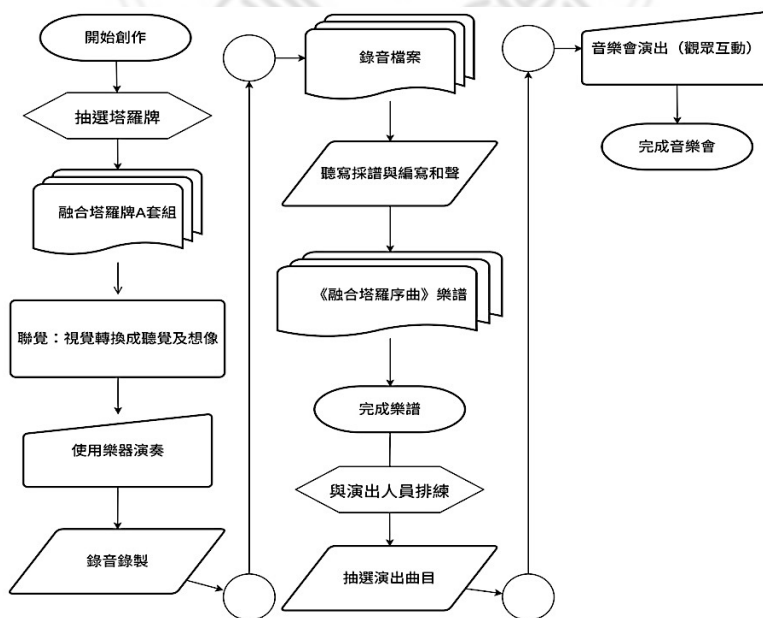 開始創作
抽選塔羅牌
融合塔羅牌A套組
聯覺：視覺轉換成聽覺及想像
使用樂器演奏
錄音錄製
錄音檔案
聽寫採譜與編寫和聲
《融合塔羅序曲》樂譜
完成樂譜
與演出人員排練
抽選演出曲目
音樂會演出（觀眾互動）
完成音樂會